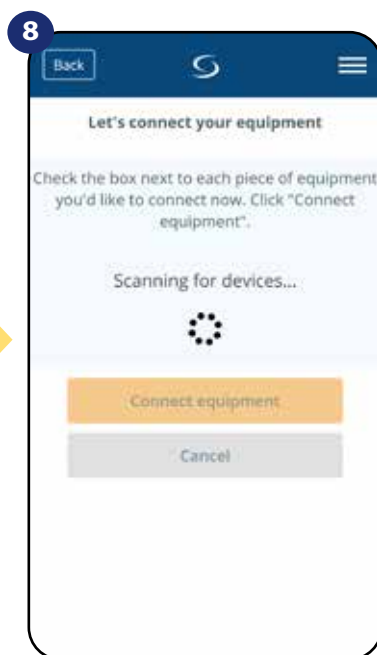 8
Back
Let's connect your equipment
Check the box next to each piece of equipment
you'd like to connect now. Click "Connect
equipment".
Scanning for devices...
Connect equipment
Cancel